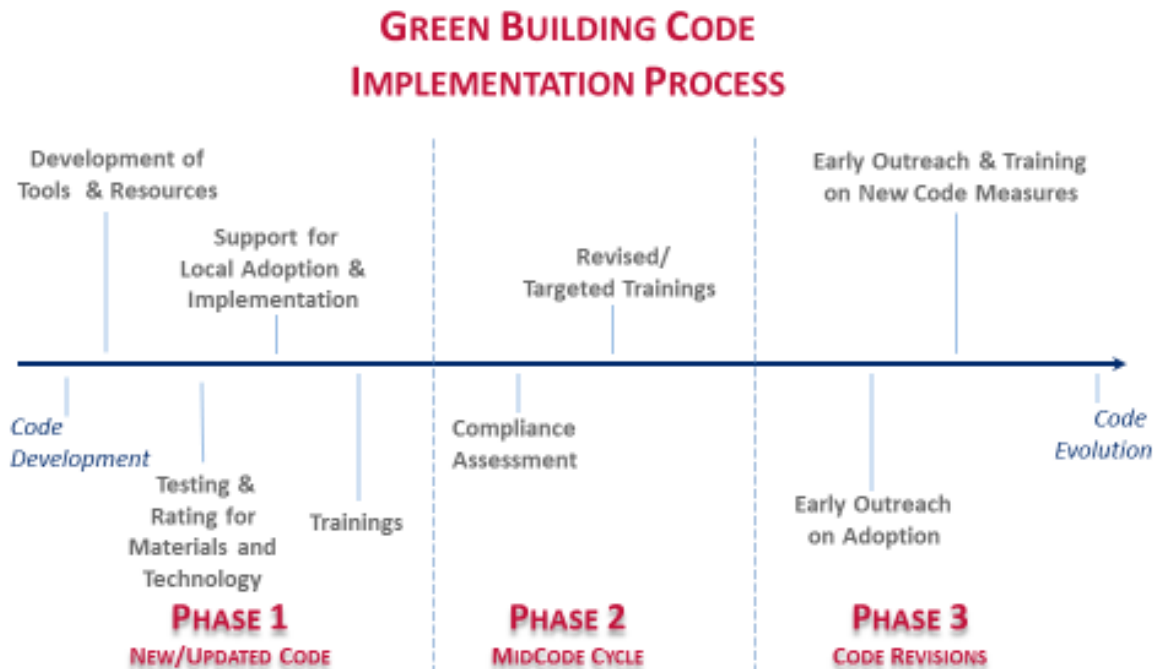 GREEN BUILDING CODE
IMPLEMENTATION PROCESS
Development of
Tools & Resources
Support for
Local Adoption &
Implementation
Revised/
Targeted Trainings
Early Outreach & Training
on New Code Measures
Code
Development
Testing &
Rating for
Materials and
Technology
Trainings
Compliance
Assessment
Early Outreach
on Adoption
Code
Evolution
PHASE 1
NEW/UPDATED CODE
PHASE 2
MIDCODE CYCLE
PHASE 3
CODE REVISIONS